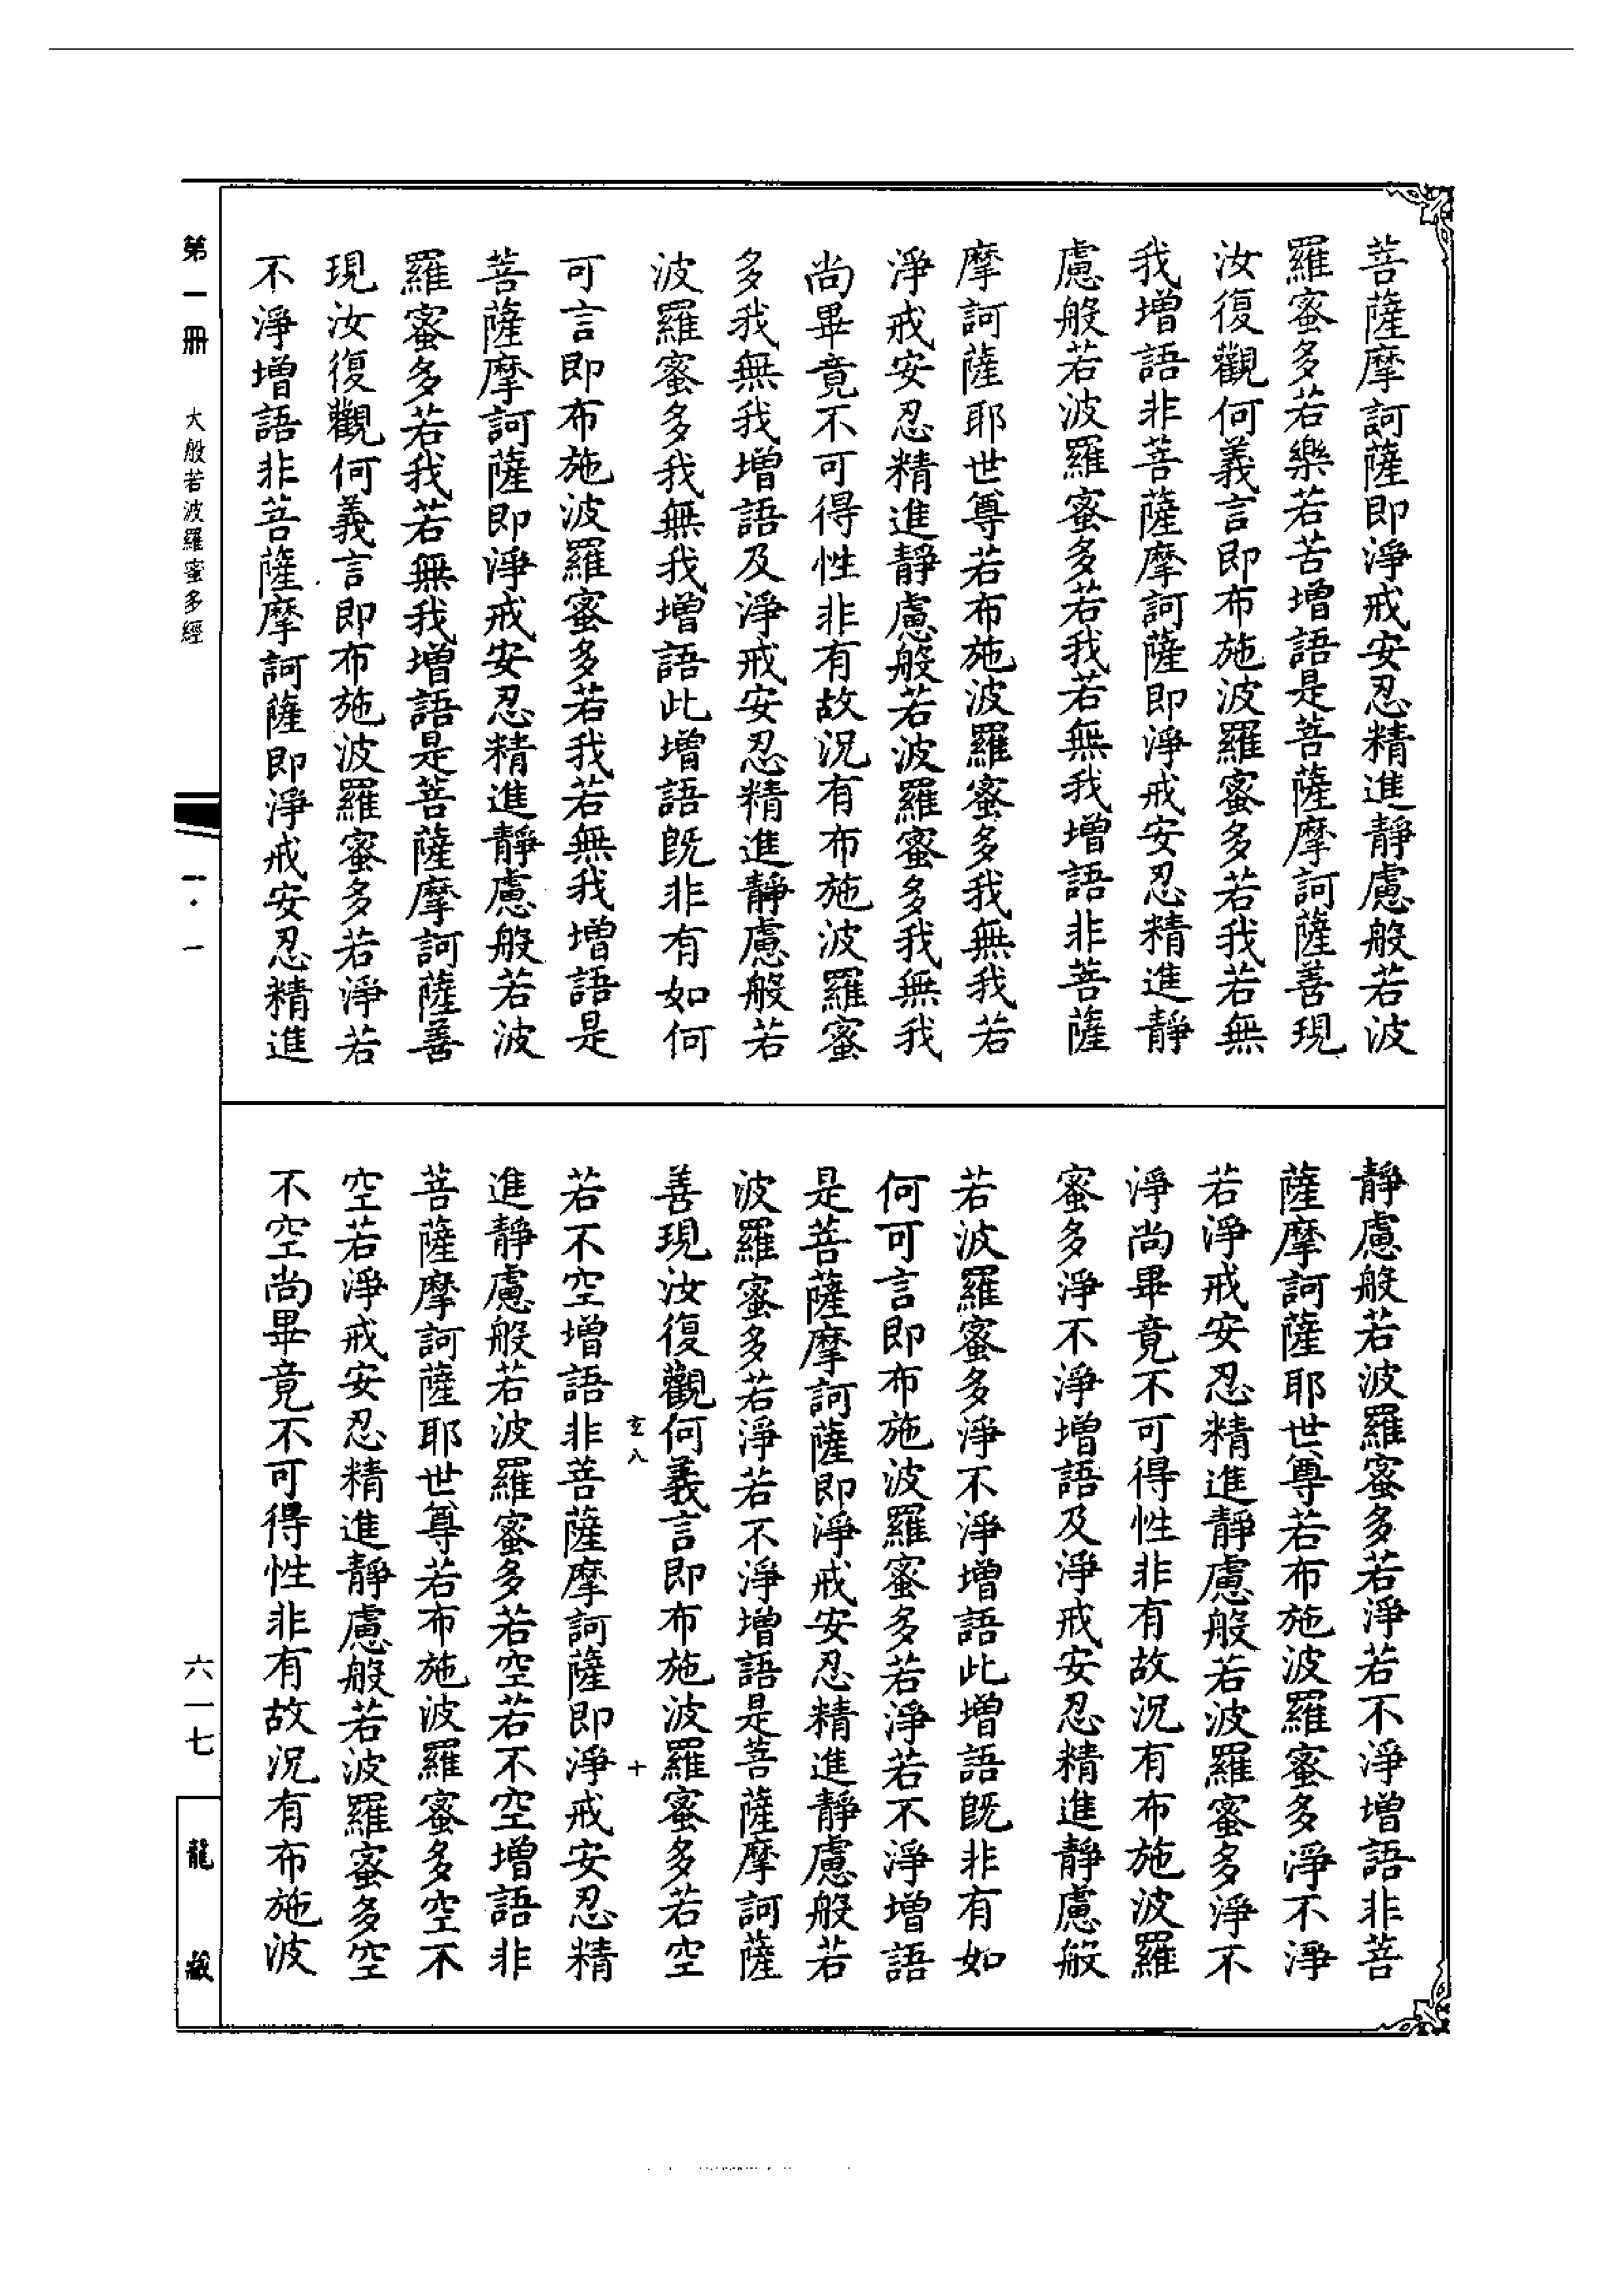 菩薩摩訶薩即淨戒安忍精進靜慮般若波
羅蜜多若樂若苦增語是菩薩摩訶薩善現
汝復觀何義言即布施波羅蜜多若我若無
我增語非菩薩摩訶薩即淨戒安忍精進靜
慮般若波羅蜜多若我若無我增語非菩薩
摩訶薩耶世尊若布施波羅蜜多我無我若
淨戒安忍精進靜慮般若波羅蜜多我無我
尚畢竟不可得性非有故況有布施波羅蜜
多我無我增語及淨戒安忍精進靜慮般若
波羅蜜多我無我增語此增語既非有如何
可言即布施波羅蜜多若我若無我增語是
菩薩摩訶薩即淨戒安忍精進靜慮般若波
羅蜜多若我若無我增語是菩薩摩訶薩善
現汝復觀何義言即布施波羅蜜多若淨若
不淨增語非菩薩摩訶薩即淨戒安忍精進
靜慮般若波羅蜜多若淨若不淨增語非菩
薩摩訶薩耶世尊若布施波羅蜜多淨不淨
若淨戒安忍精進靜慮般若波羅蜜多淨不
淨尚畢竟不可得性非有故況有布施波羅
蜜多淨不淨增語及淨戒安忍精進靜慮般
若波羅蜜多淨不淨增語此增語既非有如
何可言即布施波羅蜜多若淨若不淨增語
是菩薩摩訶薩即淨戒安忍精進靜慮般若
波羅蜜多若淨若不淨增語是菩薩摩訶薩
善現汝復觀何義言即布施波羅蜜多若空
玄八 十
若不空增語非菩薩摩訶薩即淨戒安忍精
進靜慮般若波羅蜜多若空若不空增語非
菩薩摩訶薩耶世尊若布施波羅蜜多空不
空若淨戒安忍精進靜慮般若波羅蜜多空
不空尚畢竟不可得性非有故況有布施波
第一冊 大般若波羅蜜多經 一·一 六一七 龍藏